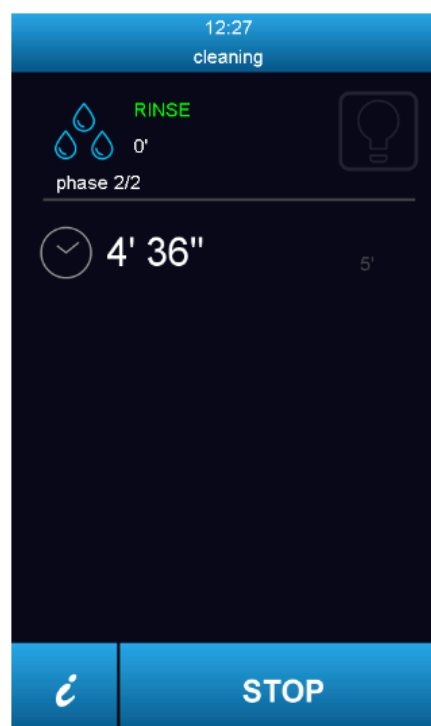 12:27
cleaning
RINSE
0'
phase 2/2
4' 36"
5'
i
STOP